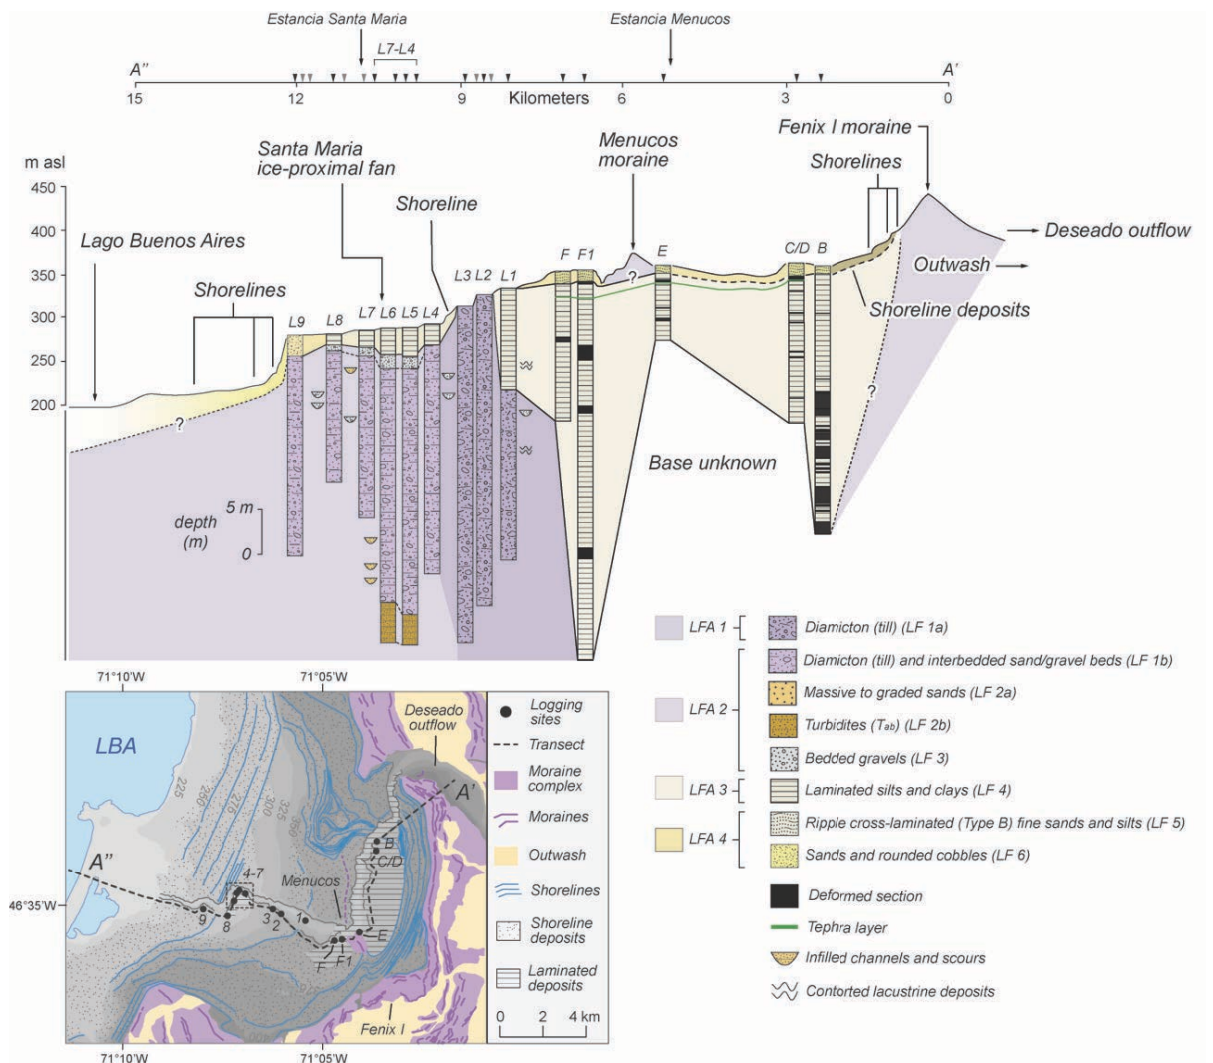 Estancia Santa Maria
Estancia Menucos
L7-L4
A''
A'
15
12
9
Kilometers
6
3
0
Fenix I moraine
Santa Maria
ice-proximal fan
Menucos
moraine
Shorelines
m asl
450
400
350
300
250
200
Shoreline
Lago Buenos Aires
Deseado outflow
Outwash
Shoreline deposits
Shorelines
L9
L8
L7
L6
L5
L4
L3
L2
L1
F
F1
E
C/D
B
?
?
?
Base unknown
depth
(m)
5 m
0
LFA 1
Diamicton (till) (LF 1a)
LFA 2
Diamicton (till) and interbedded sand/gravel beds (LF 1b)
Massive to graded sands (LF 2a)
Turbidites (Tab) (LF 2b)
Bedded gravels (LF 3)
LFA 3
Laminated silts and clays (LF 4)
LFA 4
Ripple cross-laminated (Type B) fine sands and silts (LF 5)
Sands and rounded cobbles (LF 6)
Deformed section
Tephra layer
Infilled channels and scours
Contorted lacustrine deposits
71°10'W
71°05'W
LBA
Deseado
outflow
A'
A''
225
250
275
300
325
4-7
9
8
3
2
1
Menucos
B
C/D
E
F
F1
Fenix I
400
46°35'
71°10'W
71°05'W
Logging
sites
Transect
Moraine
complex
Moraines
Outwash
Shorelines
Shoreline
deposits
Laminated
deposits
0
2
4 km